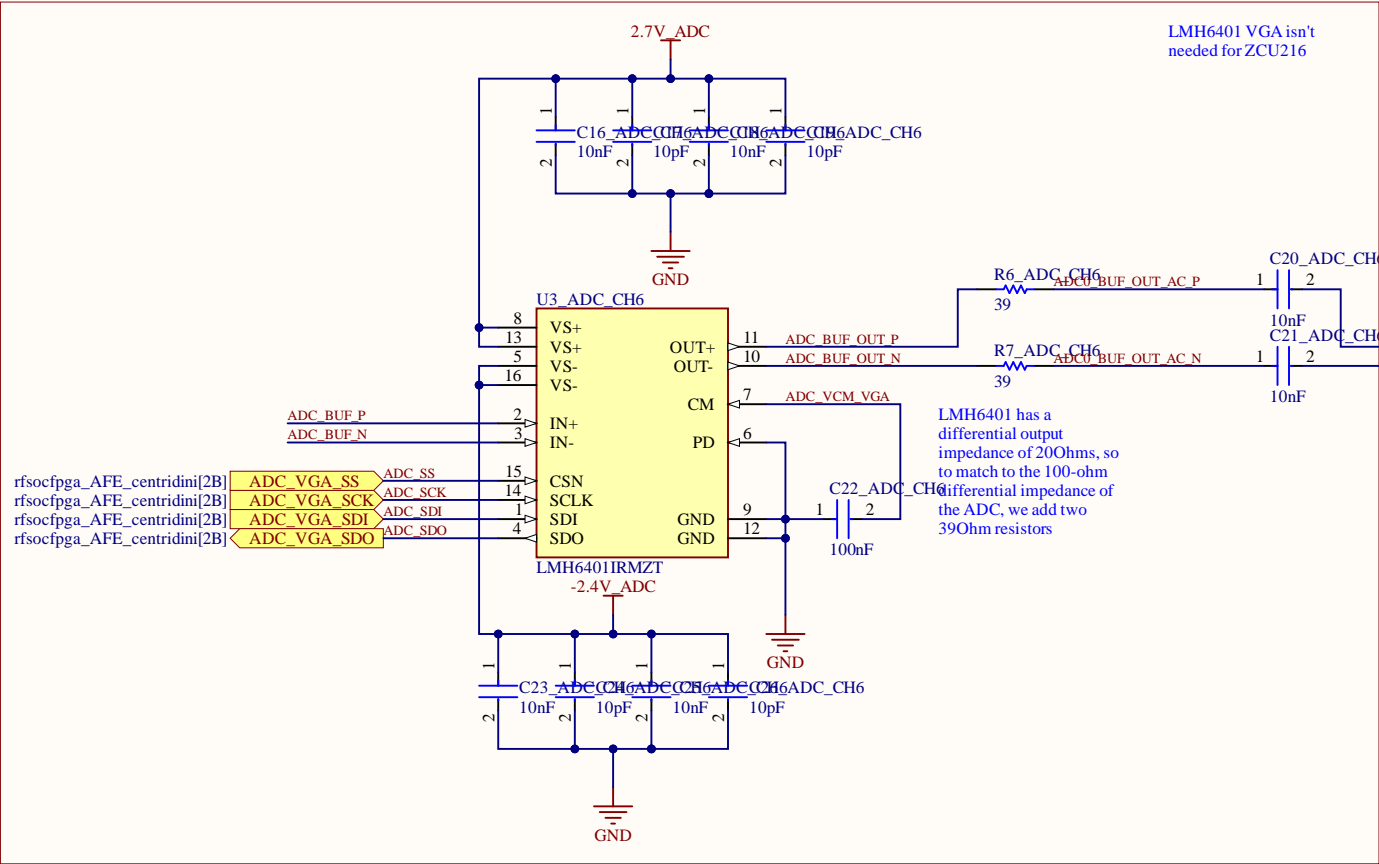 2.7V_ADC
LMH6401 VGA isn't
needed for ZCU216
1
1
1
1
C16_ADC_CH6
C17_ADC_CH6
C18_ADC_CH6
C19_ADC_CH6
10nF
10pF
10nF
10pF
2
2
2
2
GND
U3_ADC_CH6
8
VS+
13
VS+
5
VS-
16
VS-
2
IN+
3
IN-
15
CSN
14
SCLK
1
SDI
4
SDO
OUT+
11
OUT-
10
CM
7
PD
6
GND
9
GND
12
LMH6401IRMZT
ADC_BUF_OUT_P
ADC_BUF_OUT_N
ADC_VCM_VGA
R6_ADC_CH6
39
ADC0_BUF_OUT_AC_P
R7_ADC_CH6
39
ADC0_BUF_OUT_AC_N
C20_ADC_CH6
1
2
10nF
C21_ADC_CH6
1
2
10nF
ADC_BUF_P
ADC_BUF_N
rfsocfpga_AFE_centridini[2B]
ADC_VGA_SS
ADC_SS
rfsocfpga_AFE_centridini[2B]
ADC_VGA_SCK
ADC_SCK
rfsocfpga_AFE_centridini[2B]
ADC_VGA_SDI
ADC_SDI
rfsocfpga_AFE_centridini[2B]
ADC_VGA_SDO
ADC_SDO
LMH6401 has a
differential output
impedance of 20Ohms, so
to match to the 100-ohm
differential impedance of
the ADC, we add two
39Ohm resistors
C22_ADC_CH6
1
2
100nF
GND
-2.4V_ADC
1
1
1
1
C23_ADC_CH6
C24_ADC_CH6
C25_ADC_CH6
C26_ADC_CH6
10nF
10pF
10nF
10pF
2
2
2
2
GND